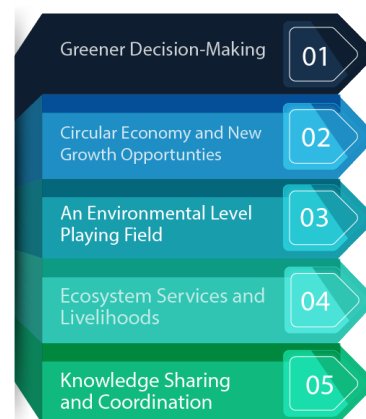 Greener Decision-Making
01
Circular Economy and New
Growth Opportunties
02
An Environmental Level
Playing Field
03
Ecosystem Services and
Livelihoods
04
Knowledge Sharing
and Coordination
05